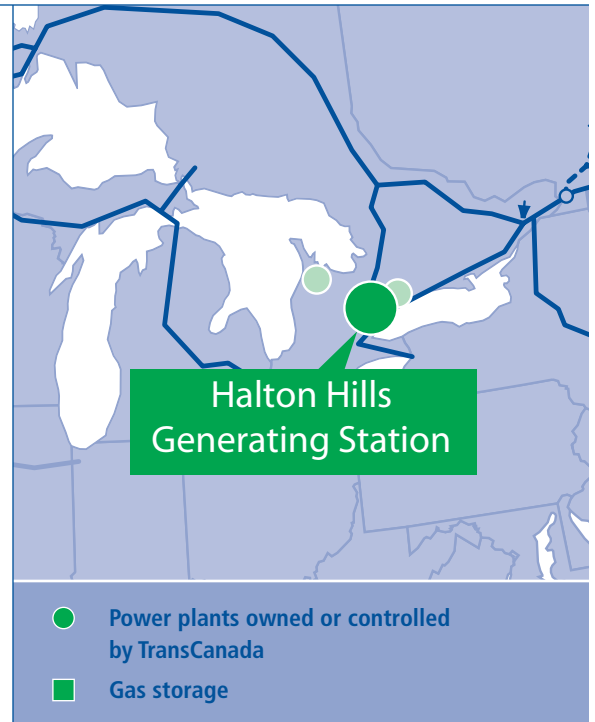 Halton Hills
Generating Station
Power plants owned or controlled
by TransCanada
Gas storage